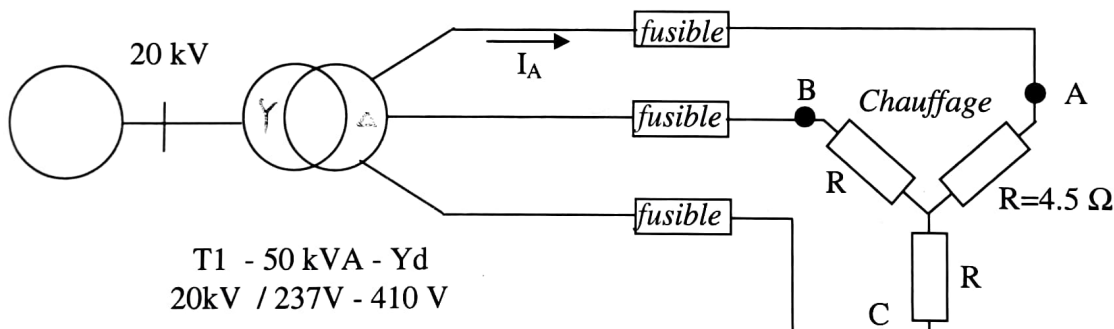 fusible
20 kV
I_A
B
Chauffage
A
Y
Δ
fusible
R
R=4.5 Ω
fusible
T1 - 50 kVA - Yd
20kV / 237V - 410 V
R
C